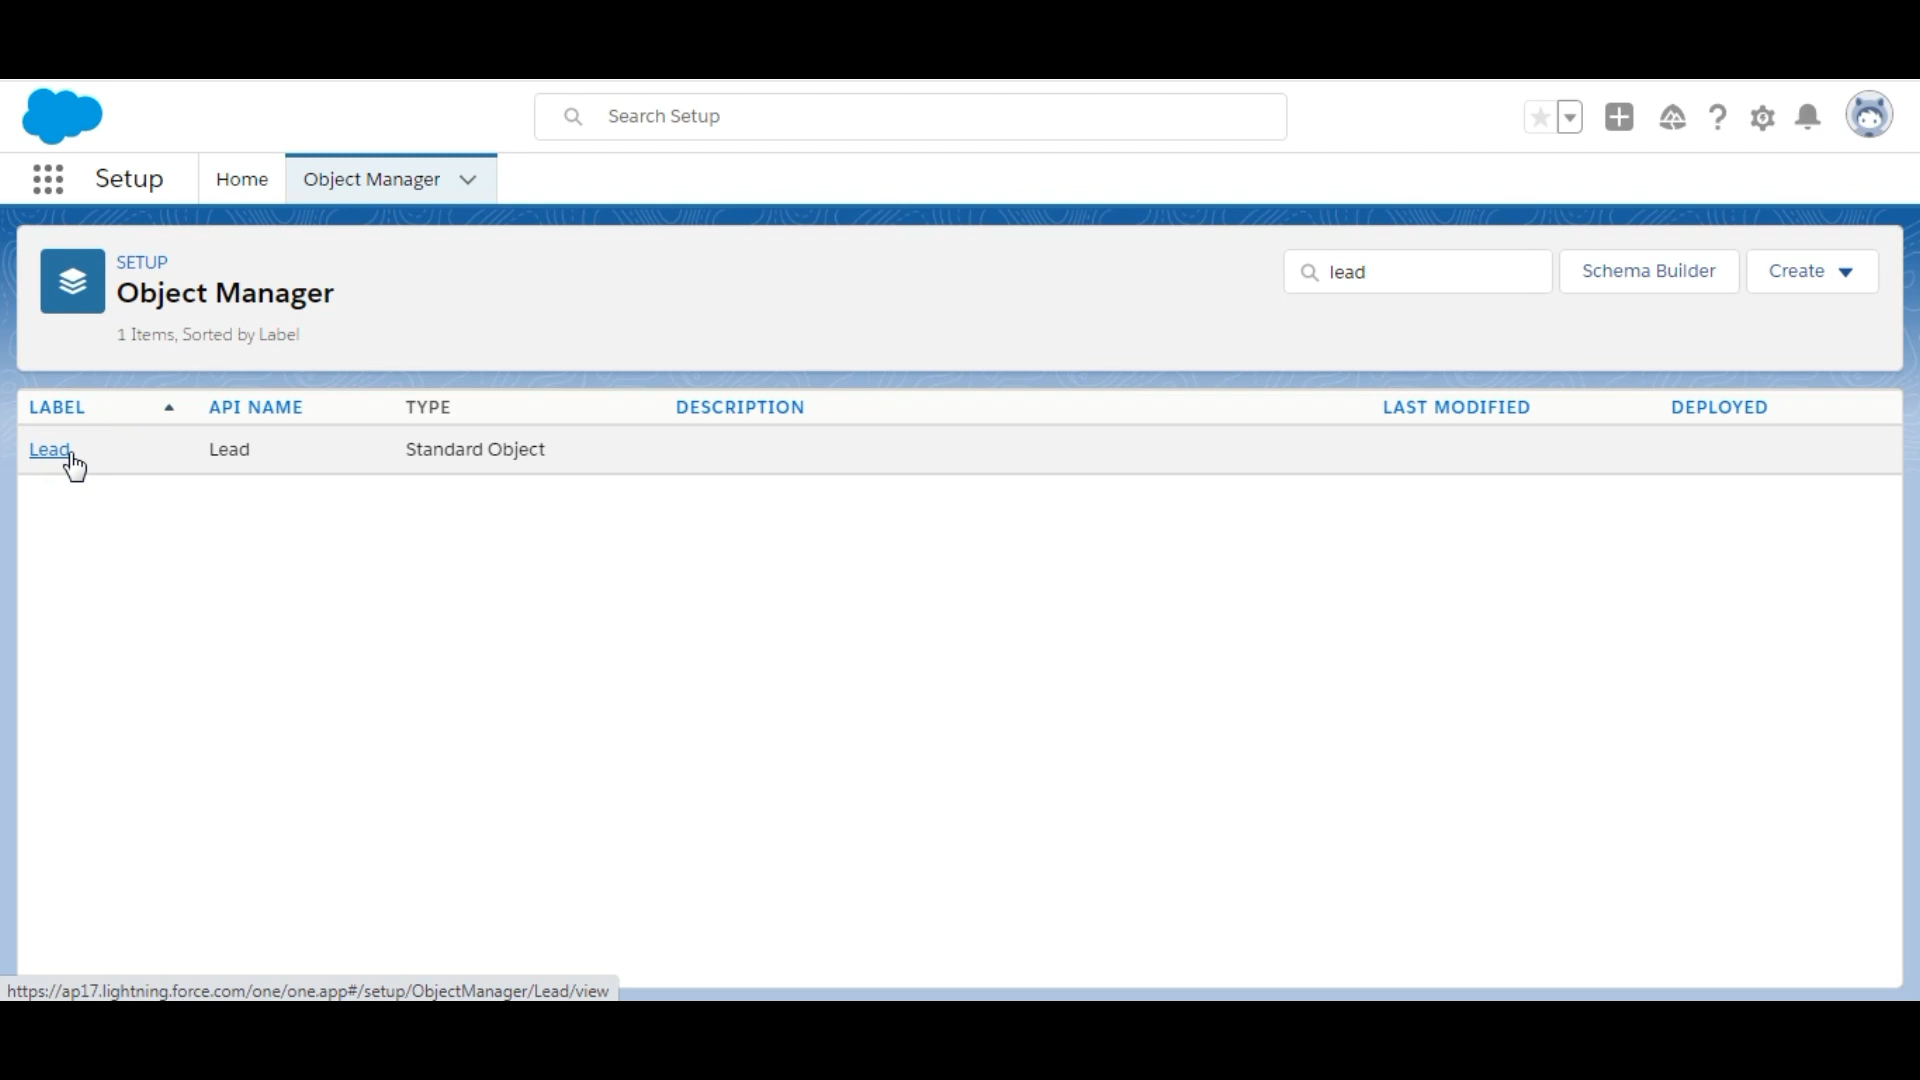 Search Setup
Setup
Home
Object Manager
SETUP
Object Manager
1 Items, Sorted by Label
lead
Schema Builder
Create
LABEL
API NAME
TYPE
DESCRIPTION
LAST MODIFIED
DEPLOYED
Lead
Lead
Standard Object
https://ap17.lightning.force.com/one/one.app#/setup/ObjectManager/Lead/view